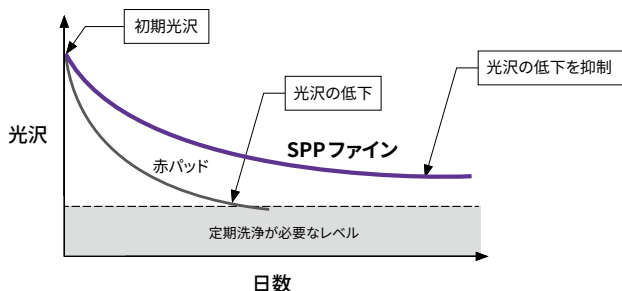 初期光沢
光沢の低下
光沢の低下を抑制
光沢
SPPファイン
赤パッド
定期洗浄が必要なレベル
日数